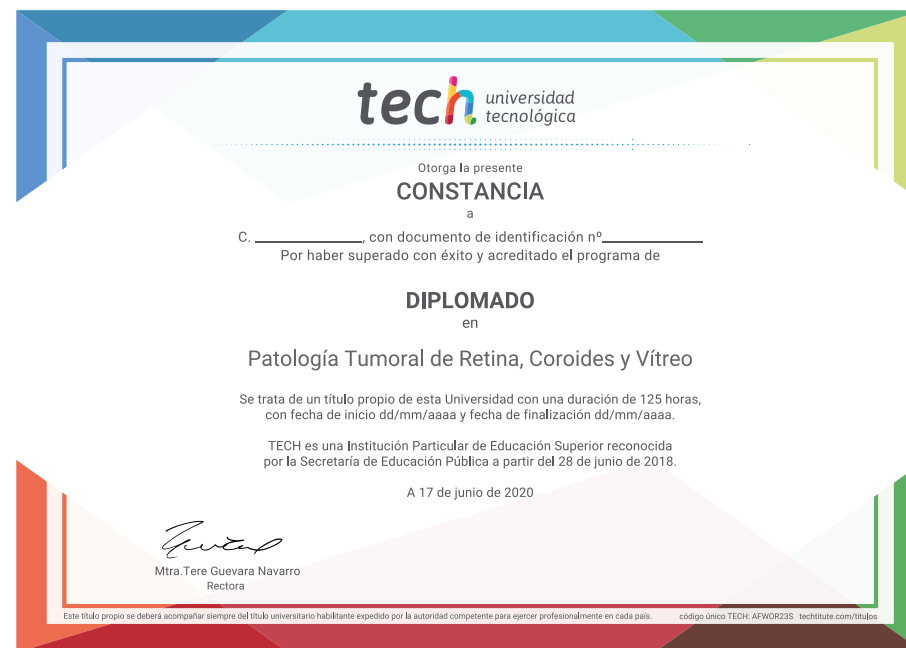 tech universidad
tecnológica
Otorga la presente
CONSTANCIA
a
C. ____________, con documento de identificación nº____________
Por haber superado con éxito y acreditado el programa de
DIPLOMADO
en
Patología Tumoral de Retina, Coroides y Vítreo
Se trata de un título propio de esta Universidad con una duración de 125 horas,
con fecha de inicio dd/mm/aaaa y fecha de finalización dd/mm/aaaa.
TECH es una Institución Particular de Educación Superior reconocida
por la Secretaría de Educación Pública a partir del 28 de junio de 2018.
A 17 de junio de 2020
Mtra.Tere Guevara Navarro
Rectora
Este título propio se deberá acompañar siempre del título universitario habilitante expedido por la autoridad competente para ejercer profesionalmente en cada país. código único TECH: AFWOR23S techtitute.com/titulos